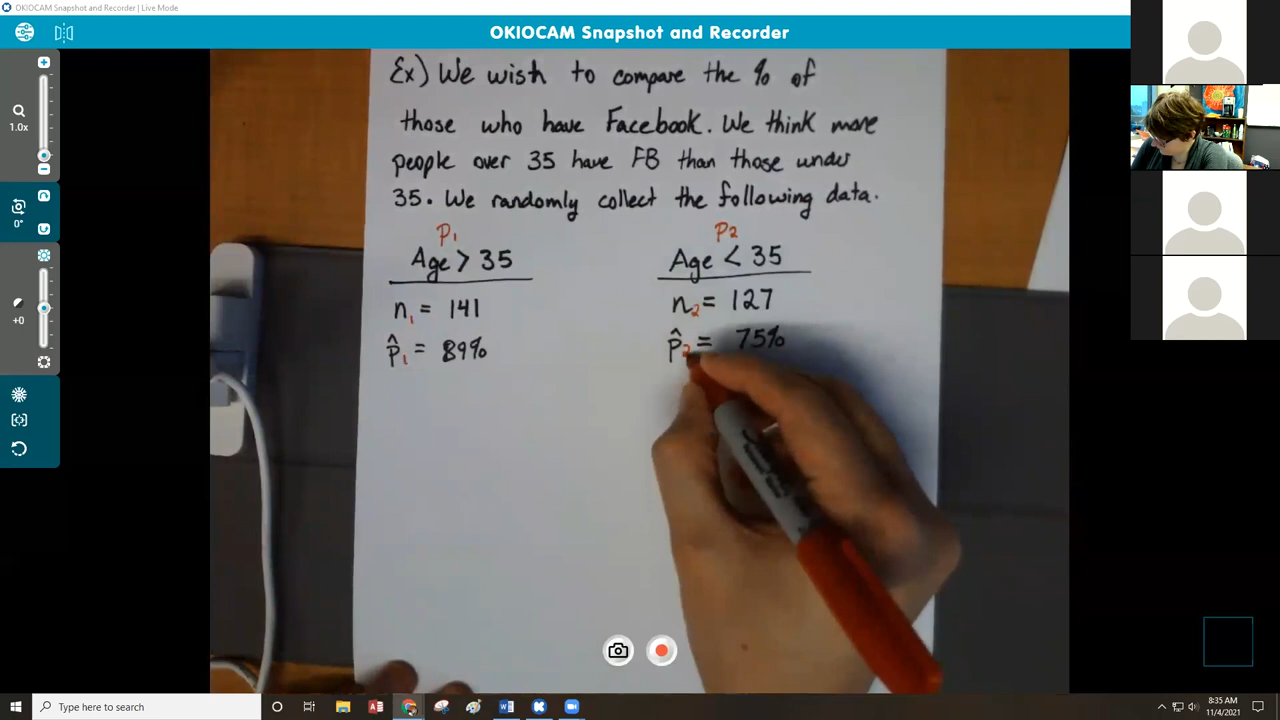 OKIOCAM Snapshot and Recorder | Live Mode
OKIOCAM Snapshot and Recorder
1.0x
0°
+0
Ex) We wish to compare the % of
those who have Facebook. We think more
people over 35 have FB than those under
35. We randomly collect the following data.
P1
Age > 35
n1 = 141
p̂1 = 89%
P2
Age < 35
n2 = 127
p̂2 = 75%
Type here to search
8:35 AM
11/4/2021